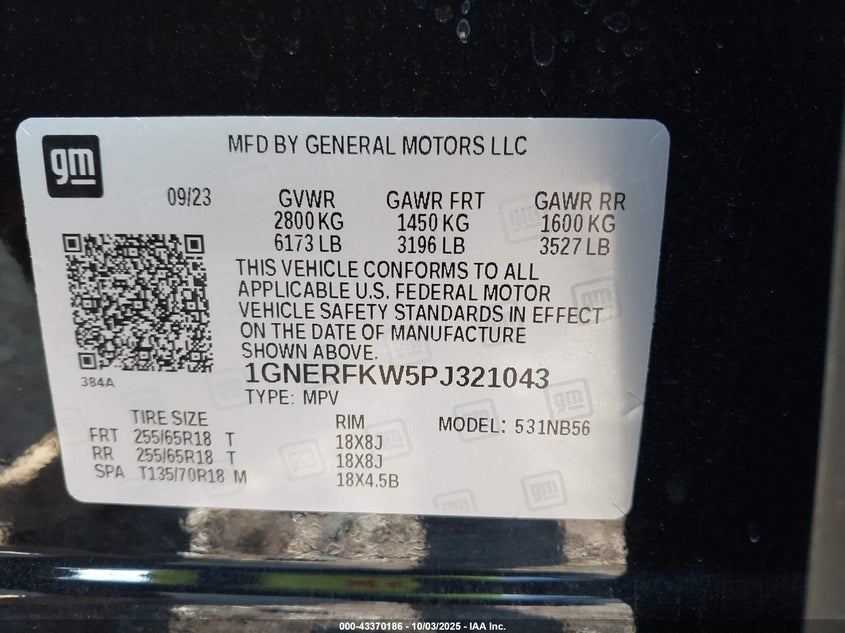 gm
MFD BY GENERAL MOTORS LLC
09/23 GVWR GAWR FRT GAWR RR
2800 KG 1450 KG 1600 KG
6173 LB 3196 LB 3527 LB
THIS VEHICLE CONFORMS TO ALL
APPLICABLE U.S. FEDERAL MOTOR
VEHICLE SAFETY STANDARDS IN EFFECT
ON THE DATE OF MANUFACTURE
SHOWN ABOVE.
384A
1GNERFKW5PJ321043
TYPE: MPV
TIRE SIZE RIM MODEL: 531NB56
FRT 255/65R18 T 18X8J
RR 255/65R18 T 18X8J
SPA T135/70R18 M 18X4.5B
000-43370186 - 10/03/2025 - IAA Inc.